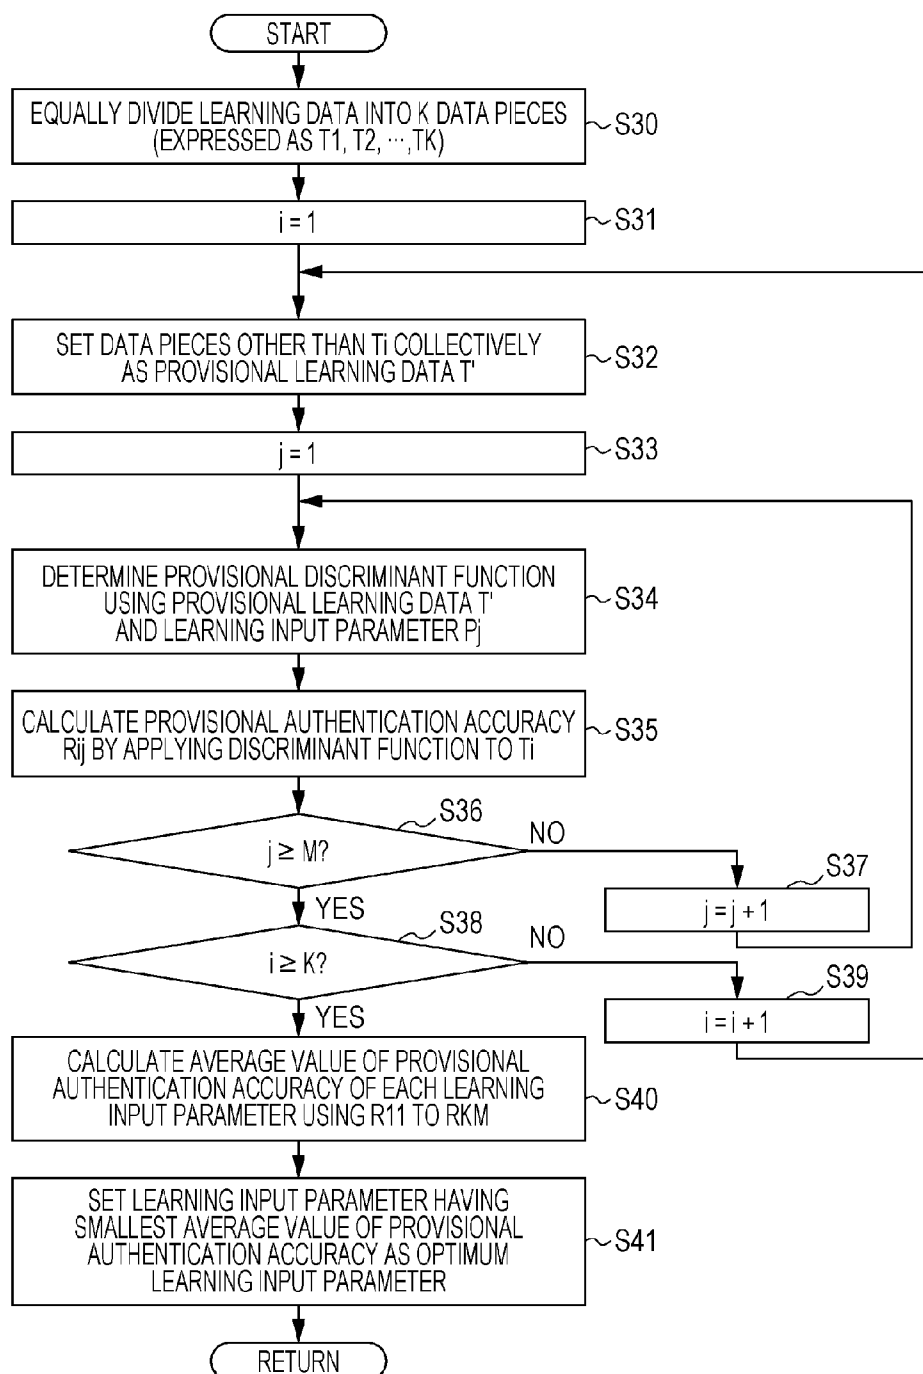 START
EQUALLY DIVIDE LEARNING DATA INTO K DATA PIECES
(EXPRESSED AS T1, T2, ···,TK)
S30
i = 1
S31
SET DATA PIECES OTHER THAN Ti COLLECTIVELY
AS PROVISIONAL LEARNING DATA T'
S32
j = 1
S33
DETERMINE PROVISIONAL DISCRIMINANT FUNCTION
USING PROVISIONAL LEARNING DATA T'
AND LEARNING INPUT PARAMETER Pj
S34
CALCULATE PROVISIONAL AUTHENTICATION ACCURACY
Rij BY APPLYING DISCRIMINANT FUNCTION TO Ti
S35
S36
j ≥ M?
NO
YES
S37
j = j + 1
S38
i ≥ K?
NO
YES
S39
i = i + 1
CALCULATE AVERAGE VALUE OF PROVISIONAL
AUTHENTICATION ACCURACY OF EACH LEARNING
INPUT PARAMETER USING R11 TO RKM
S40
SET LEARNING INPUT PARAMETER HAVING
SMALLEST AVERAGE VALUE OF PROVISIONAL
AUTHENTICATION ACCURACY AS OPTIMUM
LEARNING INPUT PARAMETER
S41
RETURN